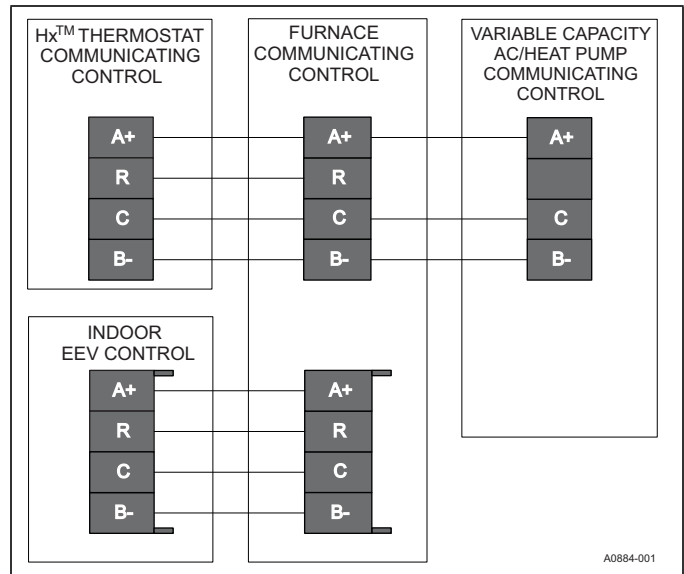 Hx™ THERMOSTAT
COMMUNICATING
CONTROL
A+
R
C
B-
FURNACE
COMMUNICATING
CONTROL
A+
R
C
B-
VARIABLE CAPACITY
AC/HEAT PUMP
COMMUNICATING
CONTROL
A+
C
B-
INDOOR
EEV CONTROL
A+
R
C
B-
A+
R
C
B-
A0884-001